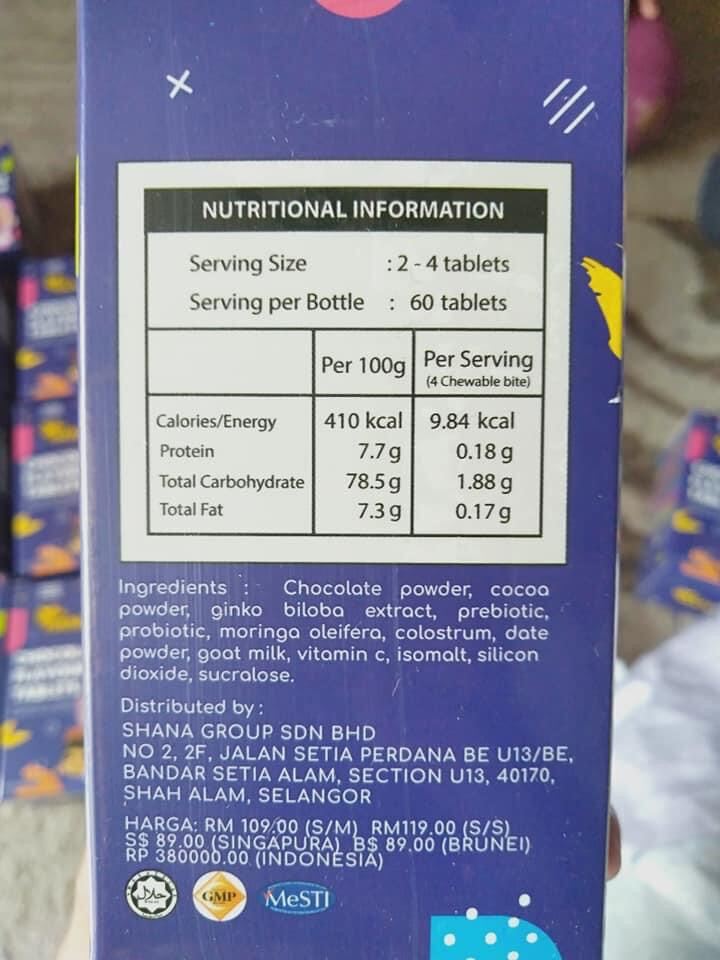 NUTRITIONAL INFORMATION
Serving Size : 2 - 4 tablets
Serving per Bottle : 60 tablets
Per 100g Per Serving
(4 Chewable bite)
Calories/Energy 410 kcal 9.84 kcal
Protein 7.7 g 0.18 g
Total Carbohydrate 78.5 g 1.88 g
Total Fat 7.3 g 0.17 g
Ingredients : Chocolate powder, cocoa
powder, ginko biloba extract, prebiotic,
probiotic, moringa oleifera, colostrum, date
powder, goat milk, vitamin c, isomalt, silicon
dioxide, sucralose.
Distributed by :
SHANA GROUP SDN BHD
NO 2, 2F, JALAN SETIA PERDANA BE U13/BE,
BANDAR SETIA ALAM, SECTION U13, 40170,
SHAH ALAM, SELANGOR
HARGA: RM 109.00 (S/M) RM119.00 (S/S)
S$ 89.00 (SINGAPURA) B$ 89.00 (BRUNEI)
RP 380000.00 (INDONESIA)
حلال GMP MeSTI